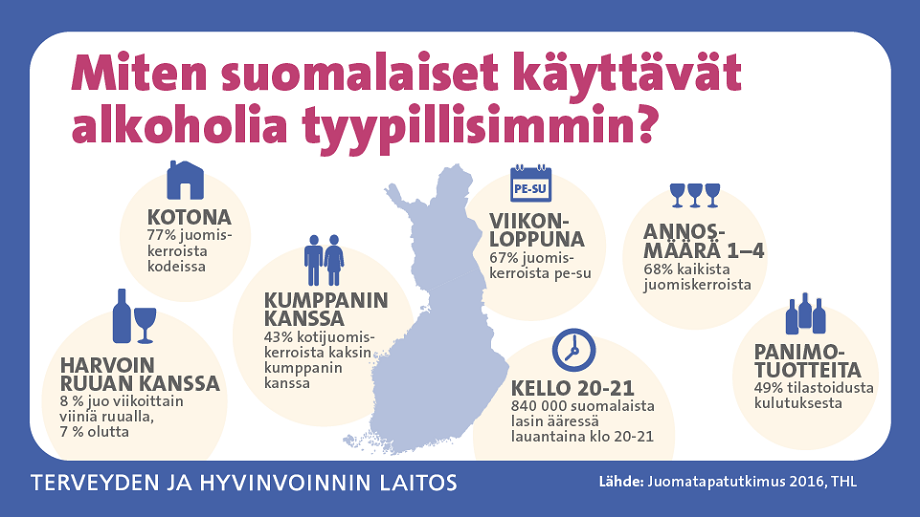 Miten suomalaiset käyttävät
alkoholia tyypillisimmin?
KOTONA
77% juomis-
kerroista
kodeissa
KUMPPANIN
KANSSA
43% kotijuomis-
kerroista kaksin
kumppanin
kanssa
HARVOIN
RUUAN KANSSA
8 % juo viikoittain
viiniä ruualla,
7 % olutta
PE-SU
VIIKON-
LOPPUNA
67% juomis-
kerroista pe-su
ANNOS-
MÄÄRÄ 1–4
68% kaikista
juomiskerroista
KELLO 20-21
840 000 suomalaista
lasin ääressä
lauantaina klo 20-21
PANIMO-
TUOTTEITA
49% tilastoidusta
kulutuksesta
TERVEYDEN JA HYVINVOINNIN LAITOS
Lähde: Juomatapatutkimus 2016, THL